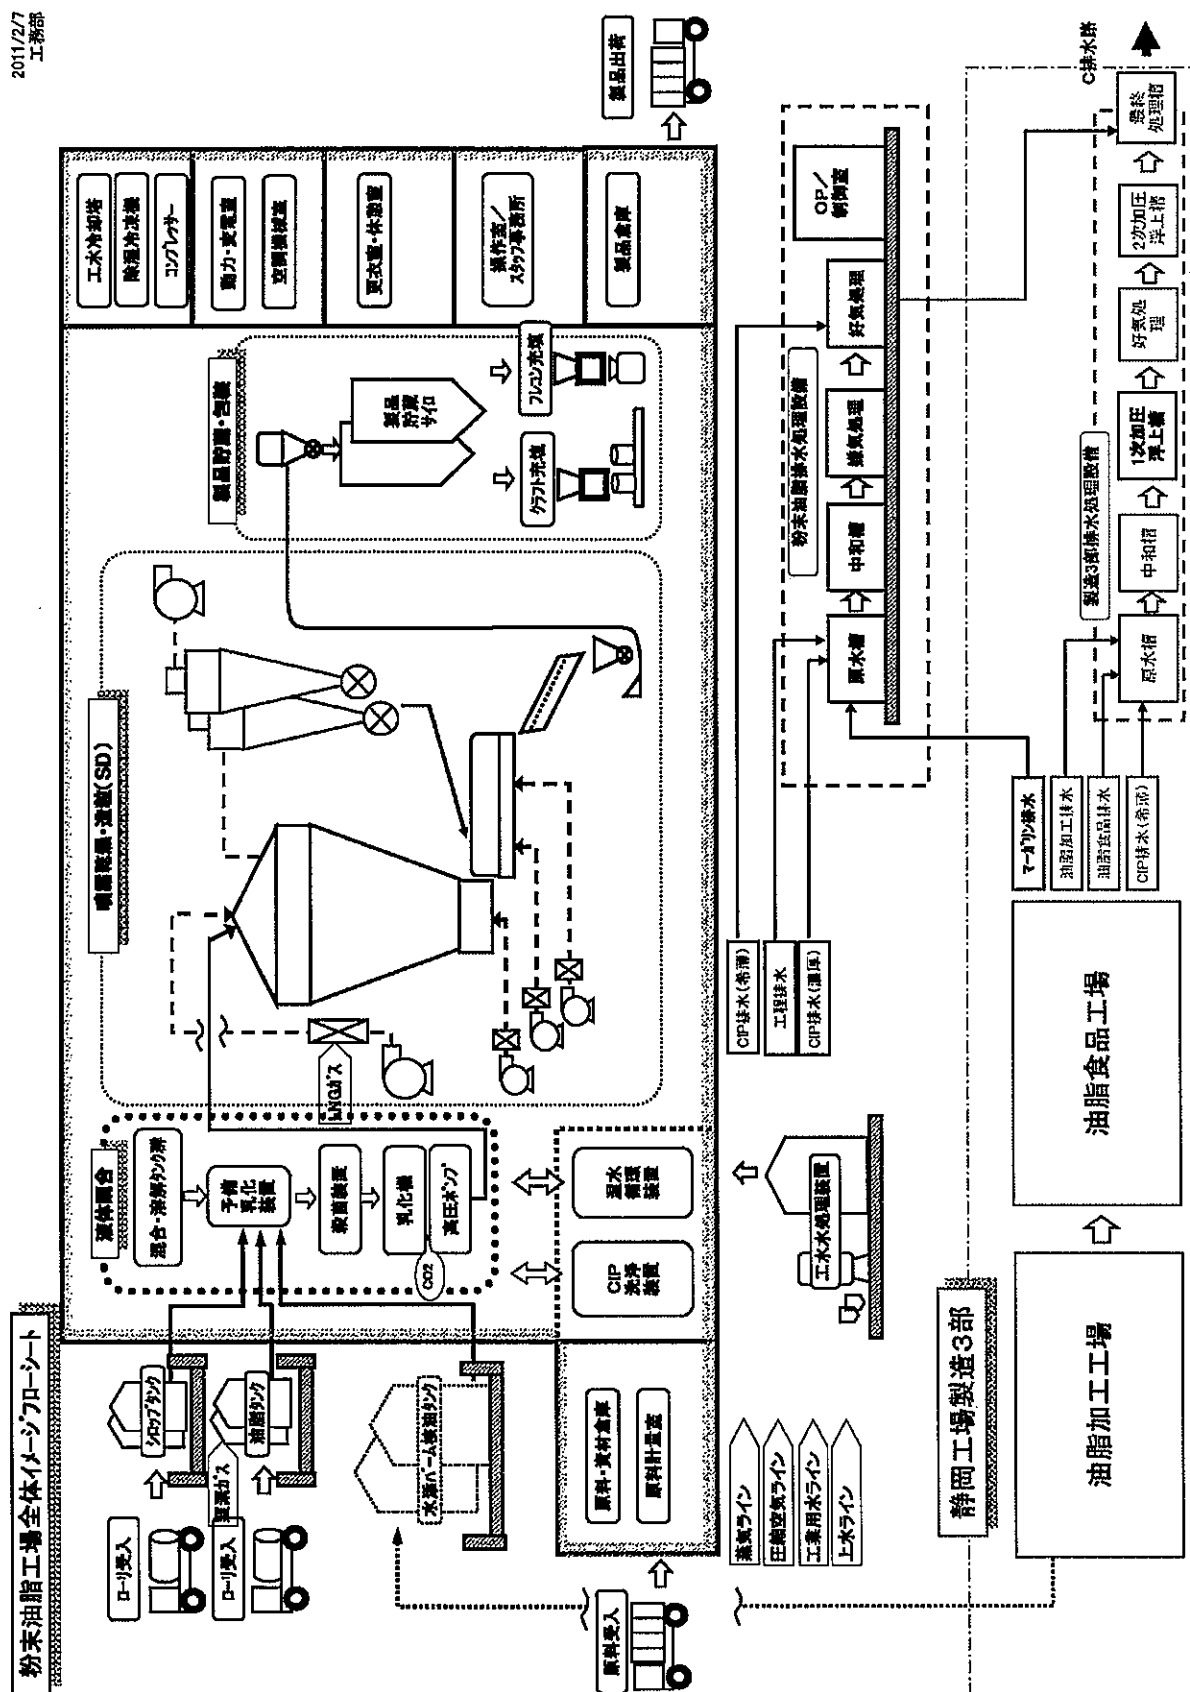 粉末油脂工場全体イメージフローシート
2011/2/7
工務部
ローリ受入
ローリ受入
シロップタンク
窒素ガス
油脂タンク
水添パーム核油タンク
原料受入
原料・資材倉庫
原料計量室
液体調合
混合・溶解タンク群
予備
乳化
装置
殺菌装置
乳化機
CO2
高圧ポンプ
CIP
洗浄
装置
温水
循環
装置
噴霧乾燥・造粒(SD)
LNGガス
製品貯蔵・包装
製品
貯蔵
サイロ
クラフト充填
フレコン充填
工水冷却塔
除湿冷凍機
コンプレッサー
動力・変電室
空調機械室
更衣室・休憩室
操作室/
スタッフ事務所
製品倉庫
製品出荷
蒸気ライン
圧縮空気ライン
工業用水ライン
上水ライン
工水水処理装置
CIP排水(希薄)
工程排水
CIP排水(濃厚)
粉末油脂排水処理設備
原水槽
中和槽
嫌気処理
好気処理
OP/
制御室
静岡工場製造3部
油脂加工工場
油脂食品工場
マーガリン排水
油脂加工排水
油脂食品排水
CIP排水(希薄)
製造3部排水処理設備
原水槽
中和槽
1次加圧
浮上槽
好気処
理
2次加圧
浮上槽
最終
処理槽
C排水路